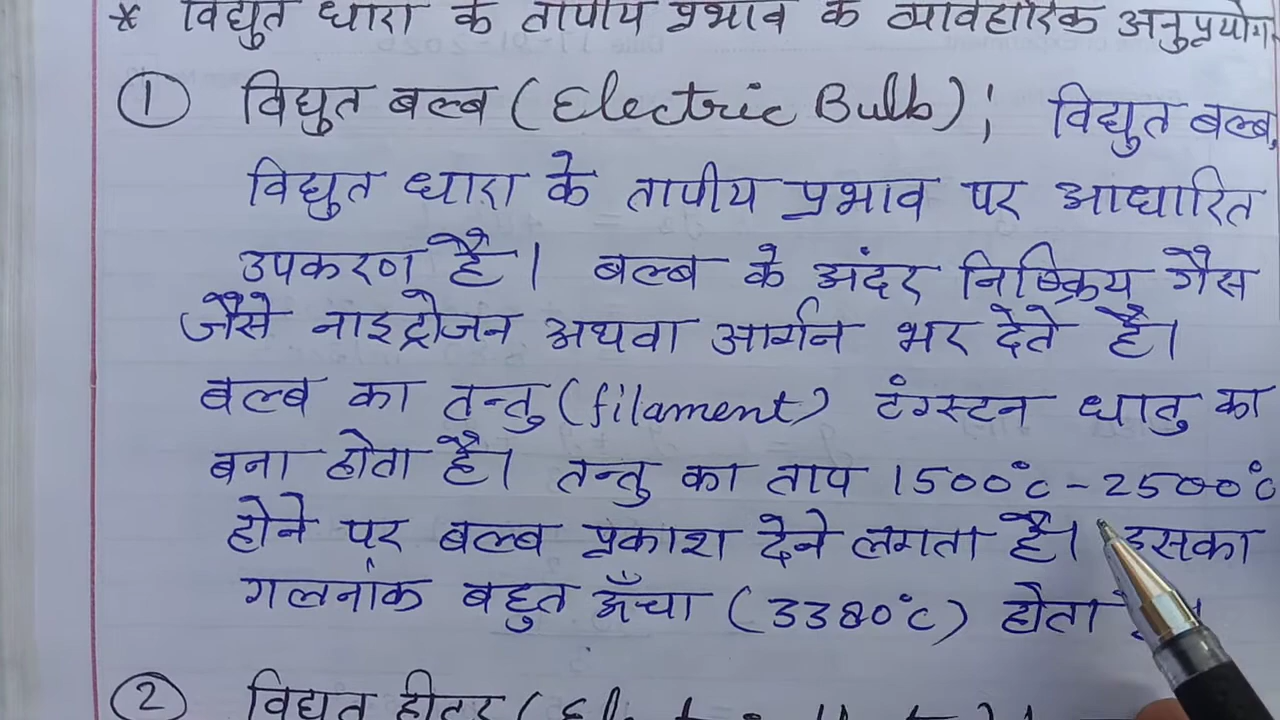 * विद्युत धारा के तापीय प्रभाव के व्यावहारिक अनुप्रयोग
① विद्युत बल्ब (Electric Bulb); विद्युत बल्ब,
विद्युत धारा के तापीय प्रभाव पर आधारित
उपकरण है। बल्ब के अंदर निष्क्रिय गैस
जैसे नाइट्रोजन अथवा आर्गन भर देते है।
बल्ब का तन्तु (filament) टंगस्टन धातु का
बना होता है। तन्तु का ताप 1500°c - 2500°c
होने पर बल्ब प्रकाश देने लगता है। इसका
गलनांक बहुत ऊँचा (3380°c) होता
② विद्युत हीटर (